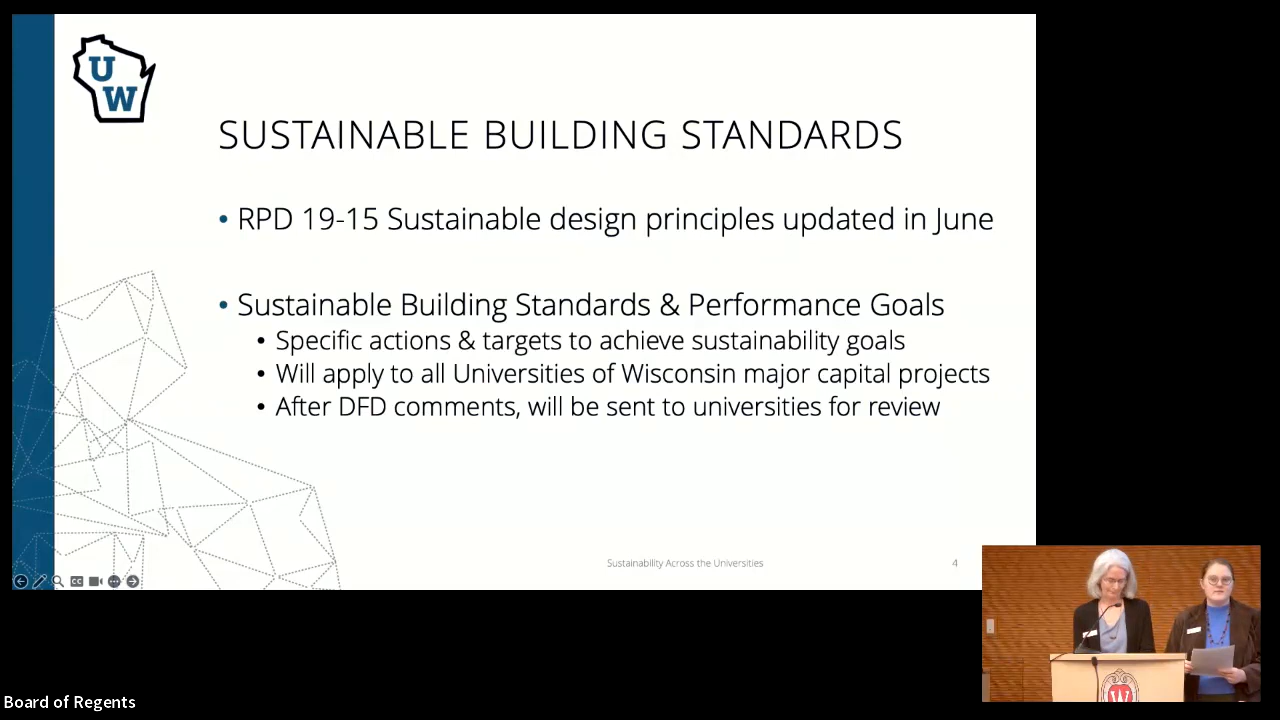 U
W
SUSTAINABLE BUILDING STANDARDS
• RPD 19-15 Sustainable design principles updated in June
• Sustainable Building Standards & Performance Goals
• Specific actions & targets to achieve sustainability goals
• Will apply to all Universities of Wisconsin major capital projects
• After DFD comments, will be sent to universities for review
Sustainability Across the Universities
4
CC
W
Board of Regents